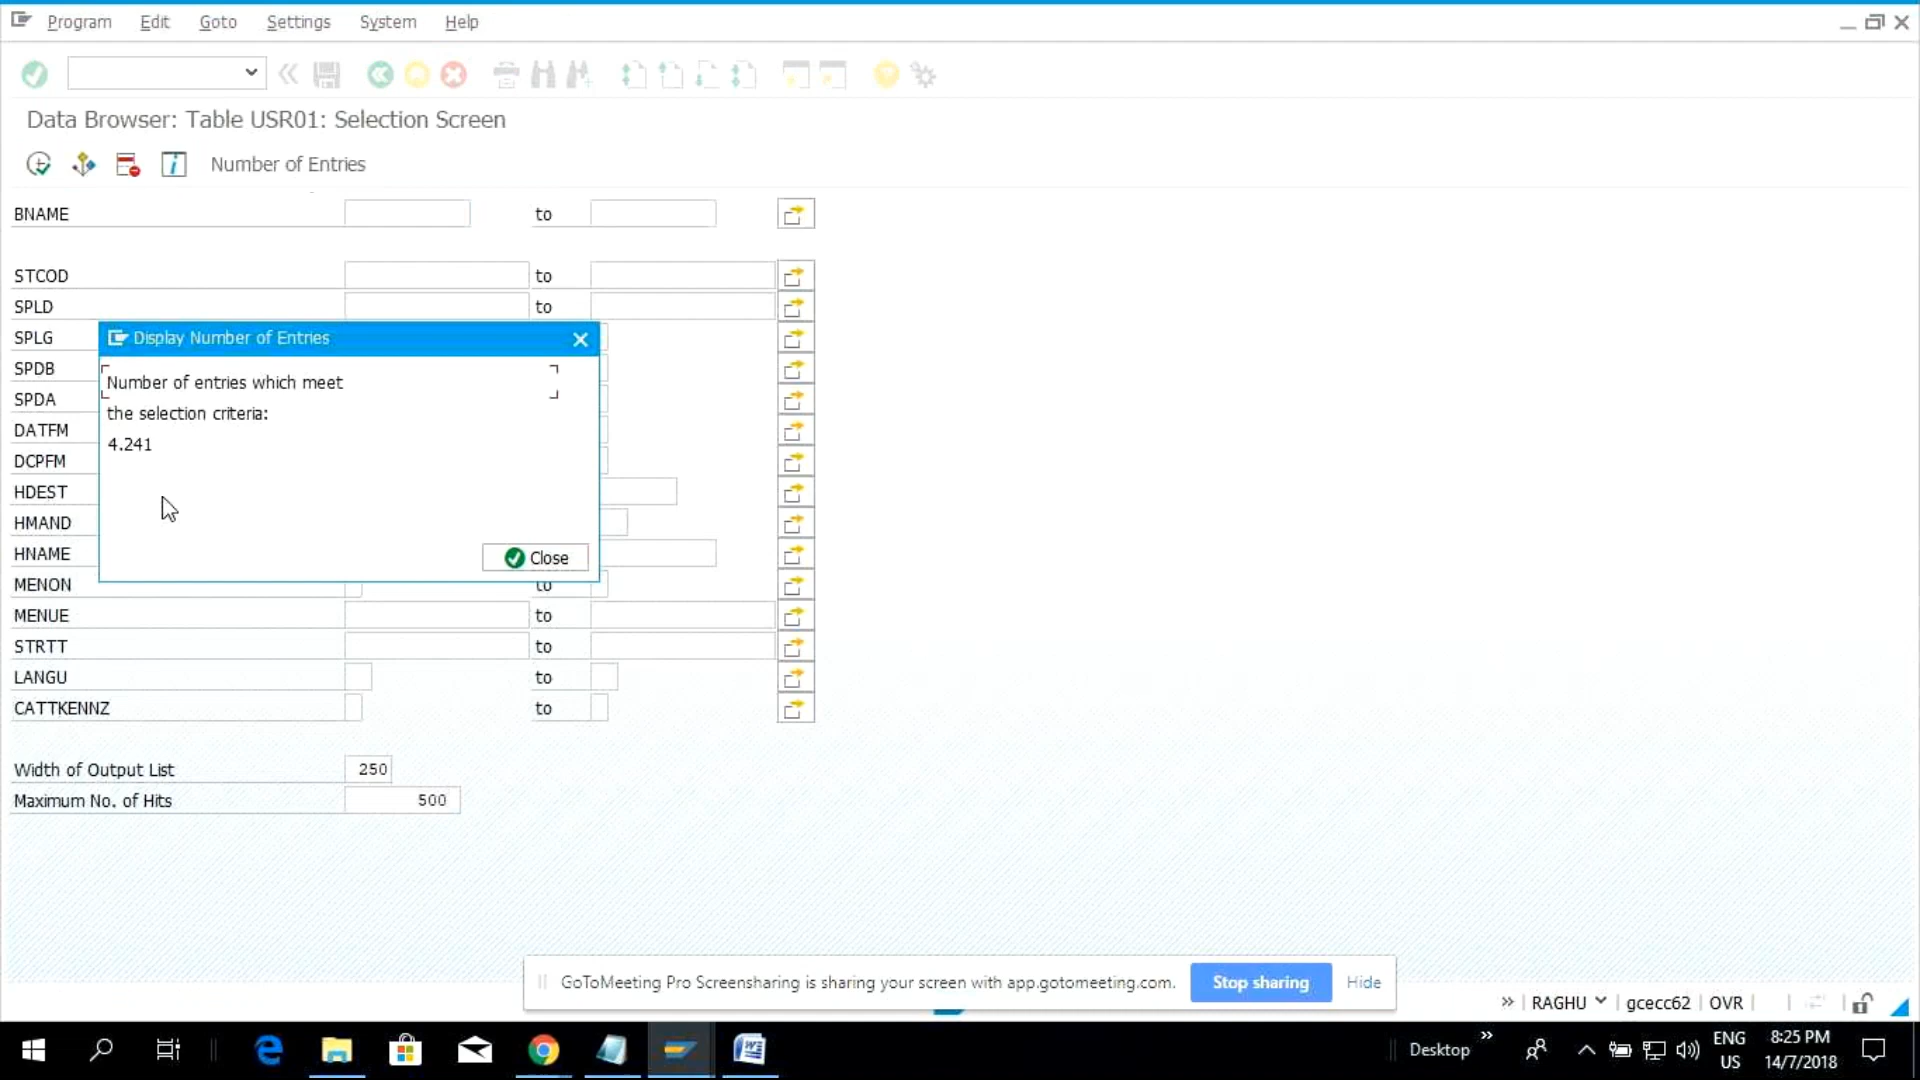 Program Edit Goto Settings System Help
Data Browser: Table USR01: Selection Screen
Number of Entries
BNAME to
STCOD to
SPLD to
SPLG
SPDB
SPDA
DATFM
DCPFM
HDEST
HMAND
HNAME
Display Number of Entries
Number of entries which meet
the selection criteria:
4.241
Close
MENON to
MENUE to
STRTT to
LANGU to
CATTKENNZ to
Width of Output List 250
Maximum No. of Hits 500
GoToMeeting Pro Screensharing is sharing your screen with app.gotomeeting.com. Stop sharing Hide
RAGHU gcecc62 OVR
Desktop ENG 8:25 PM
US 14/7/2018